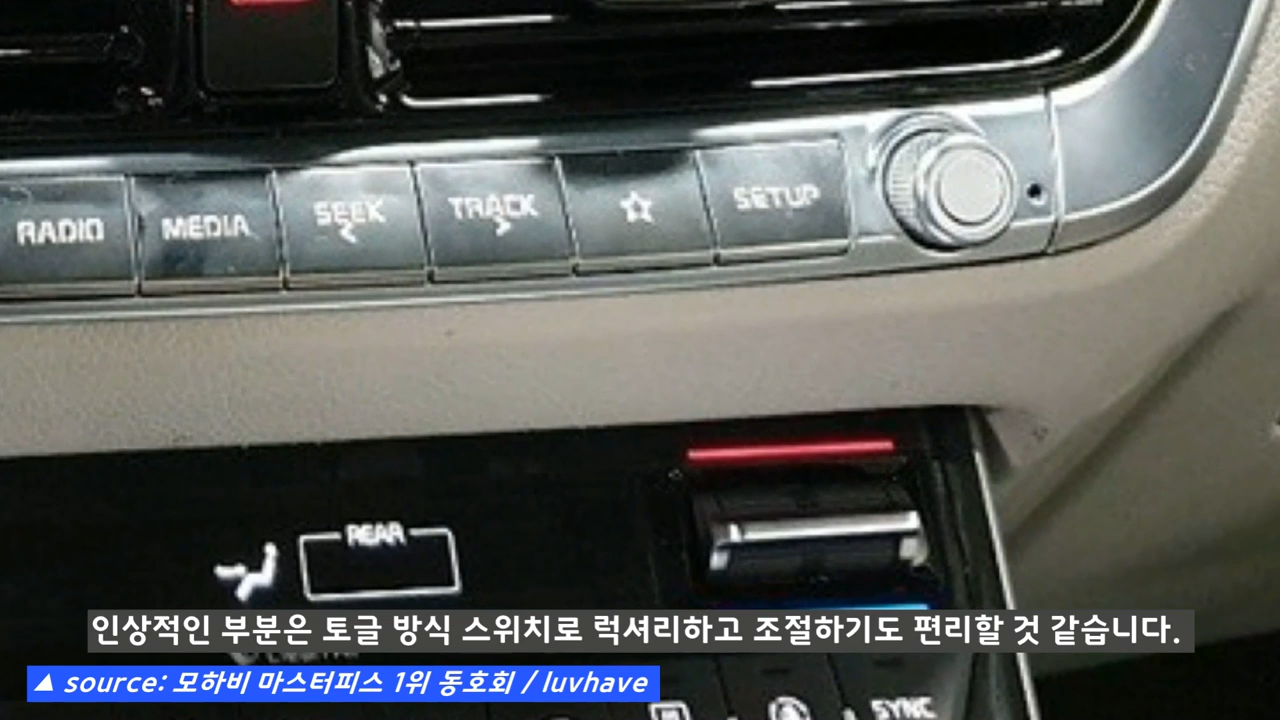 RADIO MEDIA SEEK TRACK SETUP
REAR
인상적인 부분은 토글 방식 스위치로 럭셔리하고 조절하기도 편리할 것 같습니다.
▲ source: 모하비 마스터피스 1위 동호회 / luvhave
SYNC